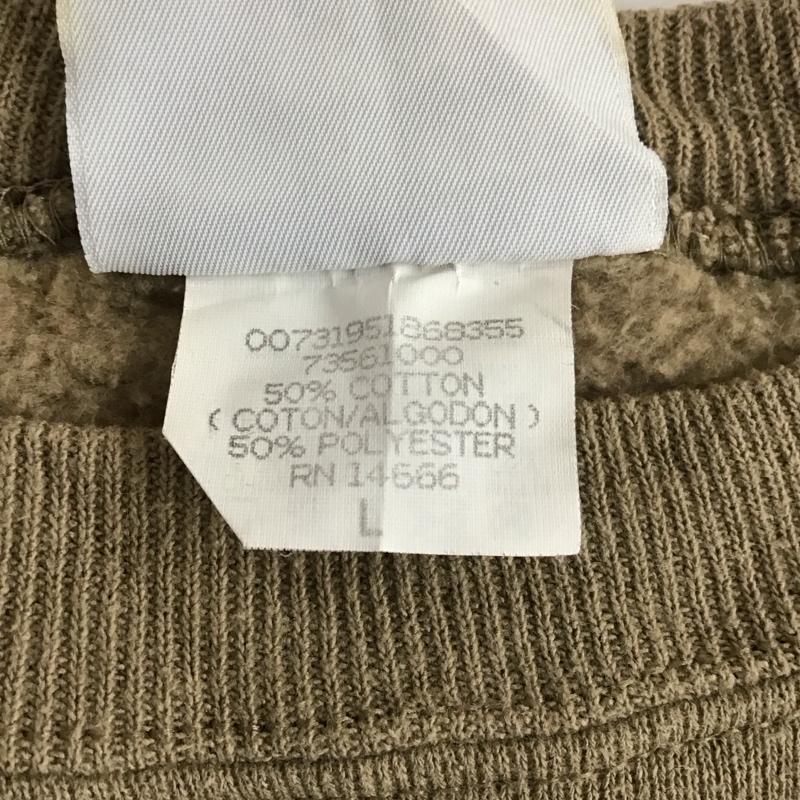 00731951868355
73561000
50% COTTON
( COTON/ALGODON )
50% POLYESTER
RN 14666
L